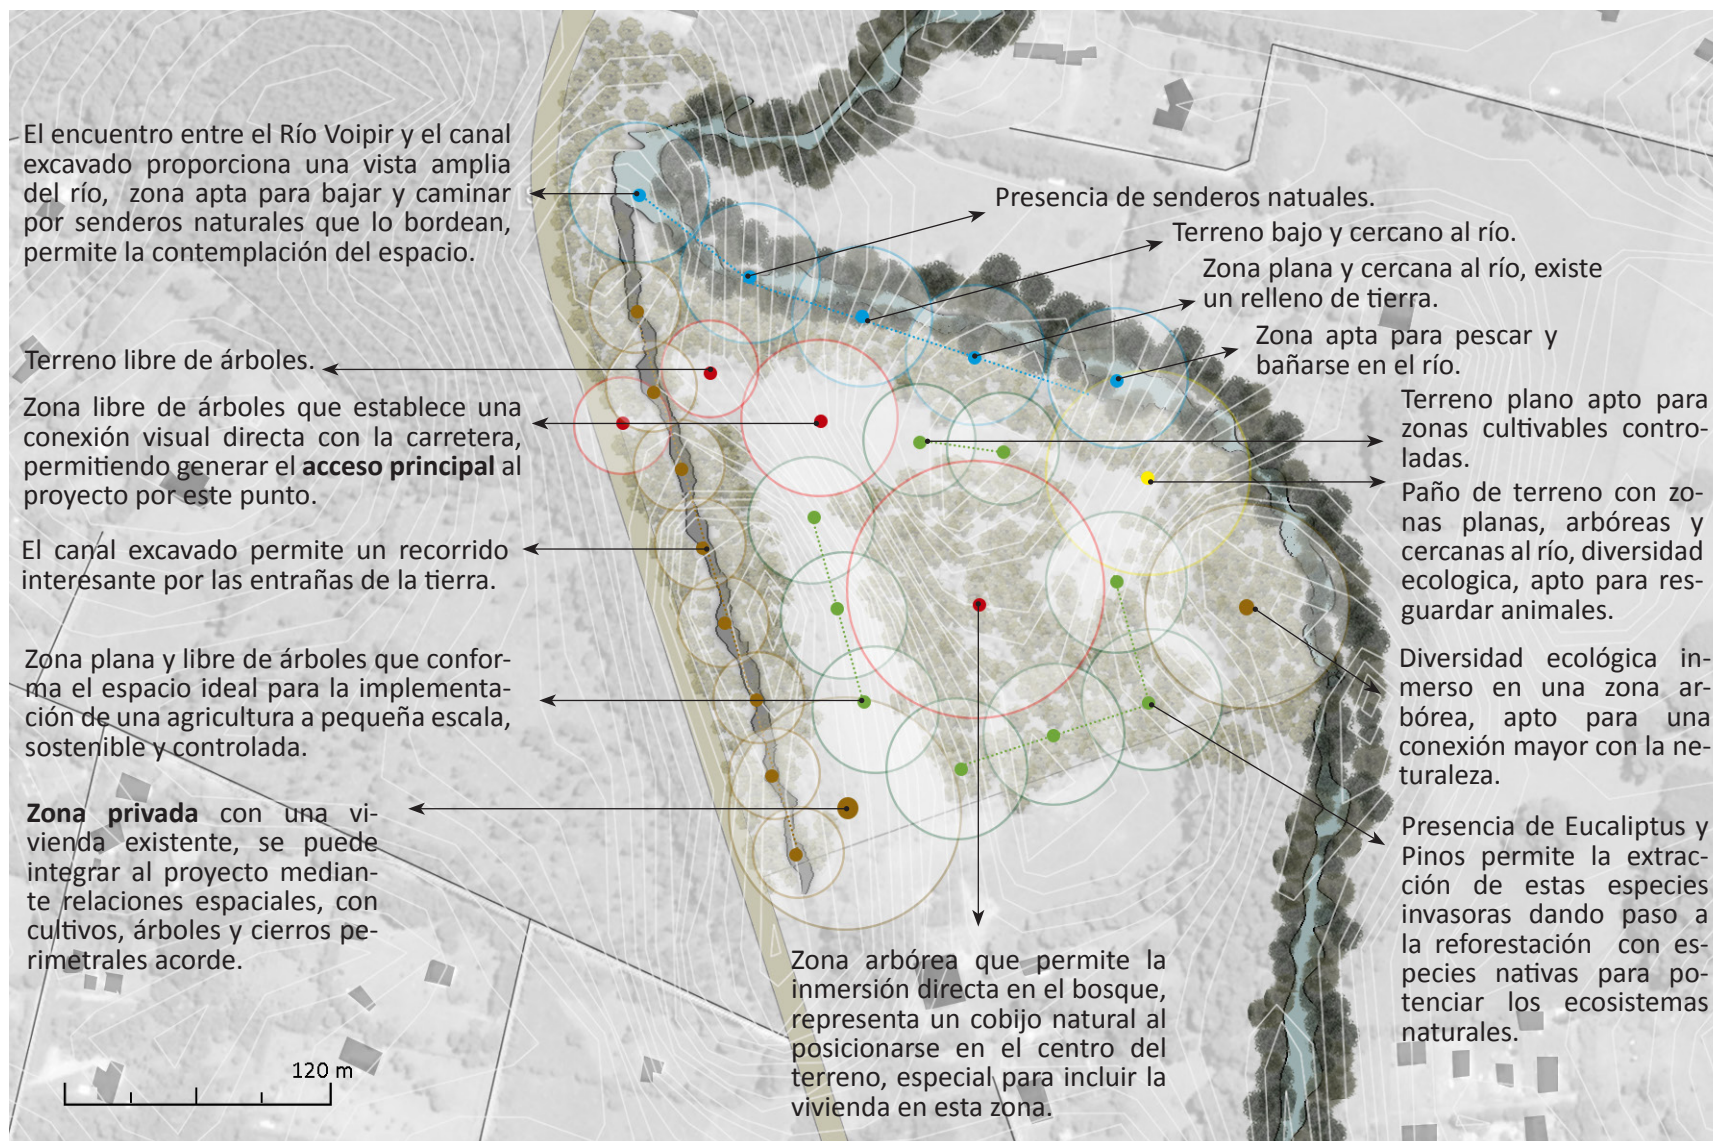 El encuentro entre el Río Voipir y el canal
excavado proporciona una vista amplia
del río, zona apta para bajar y caminar
por senderos naturales que lo bordean,
permite la contemplación del espacio.
Terreno libre de árboles.
Zona libre de árboles que establece una
conexión visual directa con la carretera,
permitiendo generar el acceso principal al
proyecto por este punto.
El canal excavado permite un recorrido
interesante por las entrañas de la tierra.
Zona plana y libre de árboles que confor-
ma el espacio ideal para la implementa-
ción de una agricultura a pequeña escala,
sostenible y controlada.
Zona privada con una vi-
vienda existente, se puede
integrar al proyecto median-
te relaciones espaciales, con
cultivos, árboles y cierros pe-
rimetrales acorde.
120 m
Presencia de senderos natuales.
Terreno bajo y cercano al río.
Zona plana y cercana al río, existe
un relleno de tierra.
Zona apta para pescar y
bañarse en el río.
Terreno plano apto para
zonas cultivables contro-
ladas.
Paño de terreno con zo-
nas planas, arbóreas y
cercanas al río, diversidad
ecologica, apto para res-
guardar animales.
Diversidad ecológica in-
merso en una zona ar-
bórea, apto para una
conexión mayor con la ne-
turaleza.
Presencia de Eucaliptus y
Pinos permite la extrac-
ción de estas especies
invasoras dando paso a
la reforestación con es-
pecies nativas para po-
tenciar los ecosistemas
naturales.
Zona arbórea que permite la
inmersión directa en el bosque,
representa un cobijo natural al
posicionarse en el centro del
terreno, especial para incluir la
vivienda en esta zona.